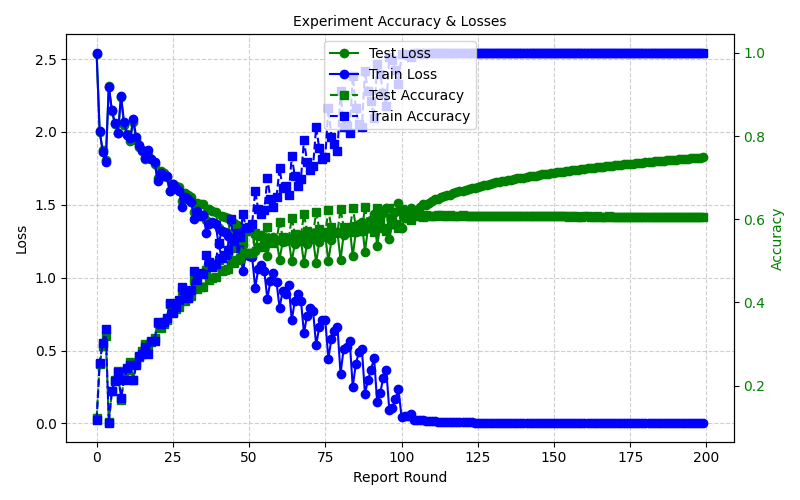 Experiment Accuracy & Losses
Test Loss
Train Loss
Test Accuracy
Train Accuracy
Loss
2.5
2.0
1.5
1.0
0.5
0.0
1.0
0.8
0.6
0.4
0.2
Accuracy
0 25 50 75 100 125 150 175 200
Report Round